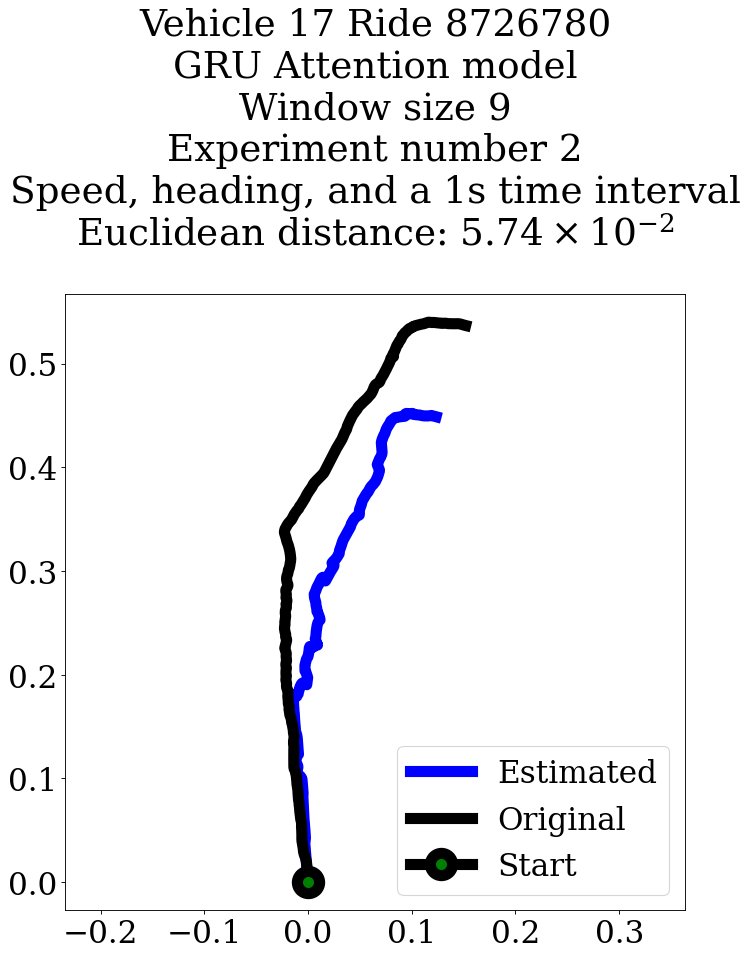 Vehicle 17 Ride 8726780
GRU Attention model
Window size 9
Experiment number 2
Speed, heading, and a 1s time interval
Euclidean distance: 5.74 × 10⁻²
0.5
0.4
0.3
0.2
0.1
0.0
Estimated
Original
Start
−0.2 −0.1 0.0 0.1 0.2 0.3